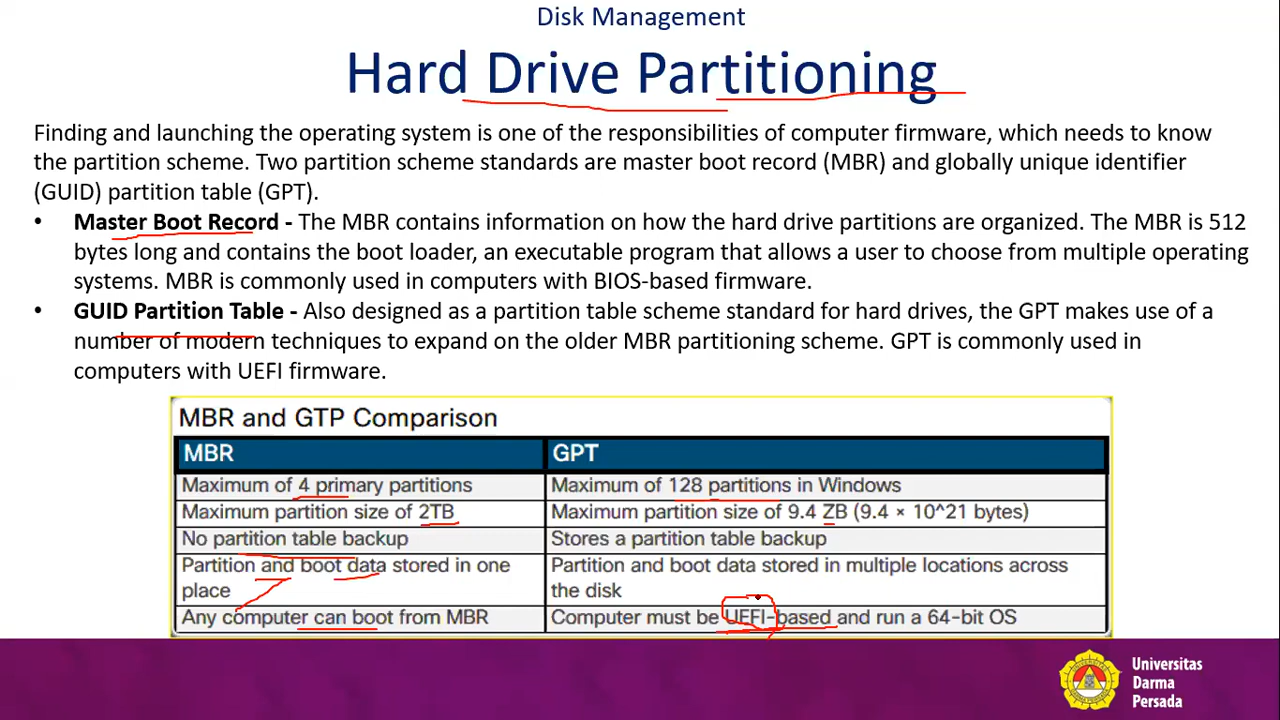 Disk Management
Hard Drive Partitioning
Finding and launching the operating system is one of the responsibilities of computer firmware, which needs to know
the partition scheme. Two partition scheme standards are master boot record (MBR) and globally unique identifier
(GUID) partition table (GPT).
• Master Boot Record - The MBR contains information on how the hard drive partitions are organized. The MBR is 512
bytes long and contains the boot loader, an executable program that allows a user to choose from multiple operating
systems. MBR is commonly used in computers with BIOS-based firmware.
• GUID Partition Table - Also designed as a partition table scheme standard for hard drives, the GPT makes use of a
number of modern techniques to expand on the older MBR partitioning scheme. GPT is commonly used in
computers with UEFI firmware.
MBR and GTP Comparison
MBR GPT
Maximum of 4 primary partitions Maximum of 128 partitions in Windows
Maximum partition size of 2TB Maximum partition size of 9.4 ZB (9.4 × 10^21 bytes)
No partition table backup Stores a partition table backup
Partition and boot data stored in one Partition and boot data stored in multiple locations across
place the disk
Any computer can boot from MBR Computer must be UEFI-based and run a 64-bit OS
Universitas
Darma
Persada